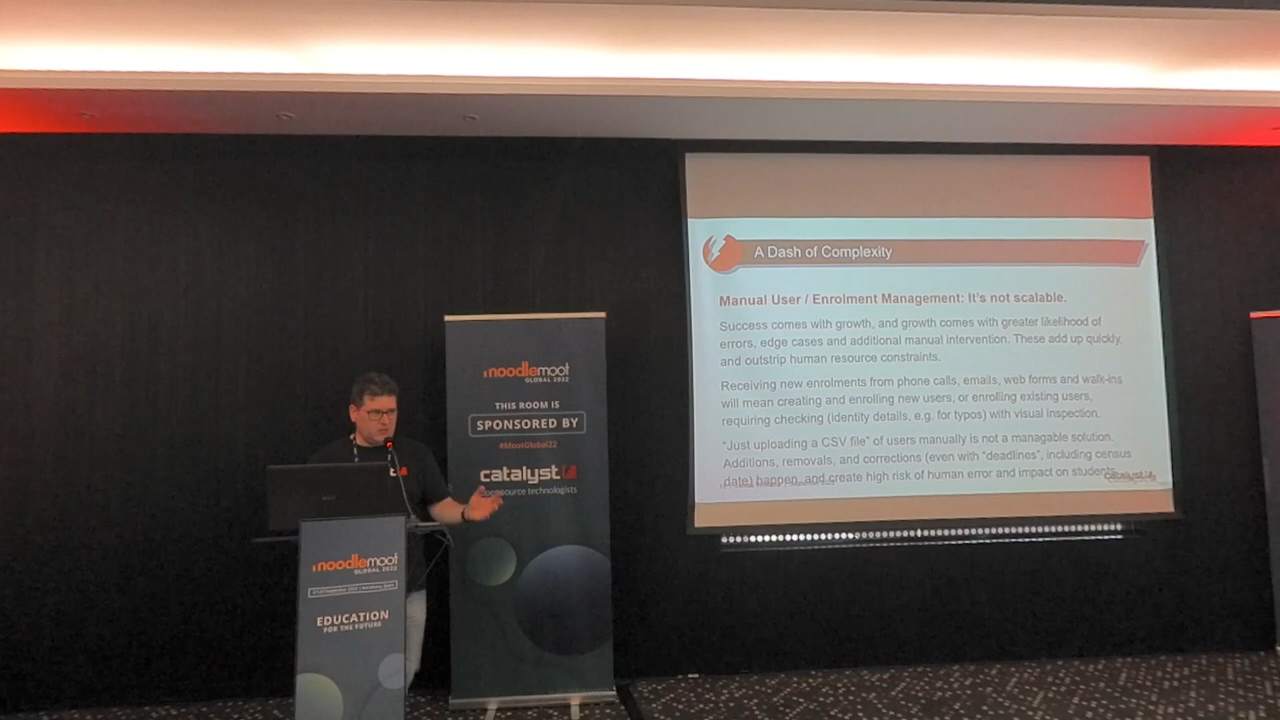 A Dash of Complexity
Manual User / Enrolment Management: It's not scalable.
Success comes with growth, and growth comes with greater likelihood of
errors, edge cases and additional manual intervention. These add up quickly,
and outstrip human resource constraints.
Receiving new enrolments from phone calls, emails, web forms and walk-ins
will mean creating and enrolling new users, or enrolling existing users,
requiring checking (identity details, e.g. for typos) with visual inspection.
"Just uploading a CSV file" of users manually is not a managable solution.
Additions, removals, and corrections (even with "deadlines", including census
date) happen, and create high risk of human error and impact on students.
catalyst
moodlemoot
GLOBAL 2022
THIS ROOM IS
SPONSORED BY
#MootGlobal22
catalyst
open source technologists
moodlemoot
GLOBAL 2022
EDUCATION
FOR THE FUTURE